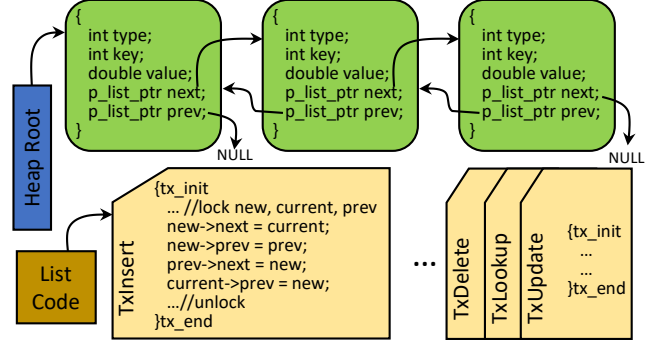 {
int type;
int key;
double value;
p_list_ptr next;
p_list_ptr prev;
}
{
int type;
int key;
double value;
p_list_ptr next;
p_list_ptr prev;
}
{
int type;
int key;
double value;
p_list_ptr next;
p_list_ptr prev;
}
NULL
NULL
Heap Root
List
Code
TxInsert
{tx_init
... //lock new, current, prev
new->next = current;
new->prev = prev;
prev->next = new;
current->prev = new;
...//unlock
}tx_end
...
TxDelete
TxLookup
TxUpdate
{tx_init
...
...
}tx_end